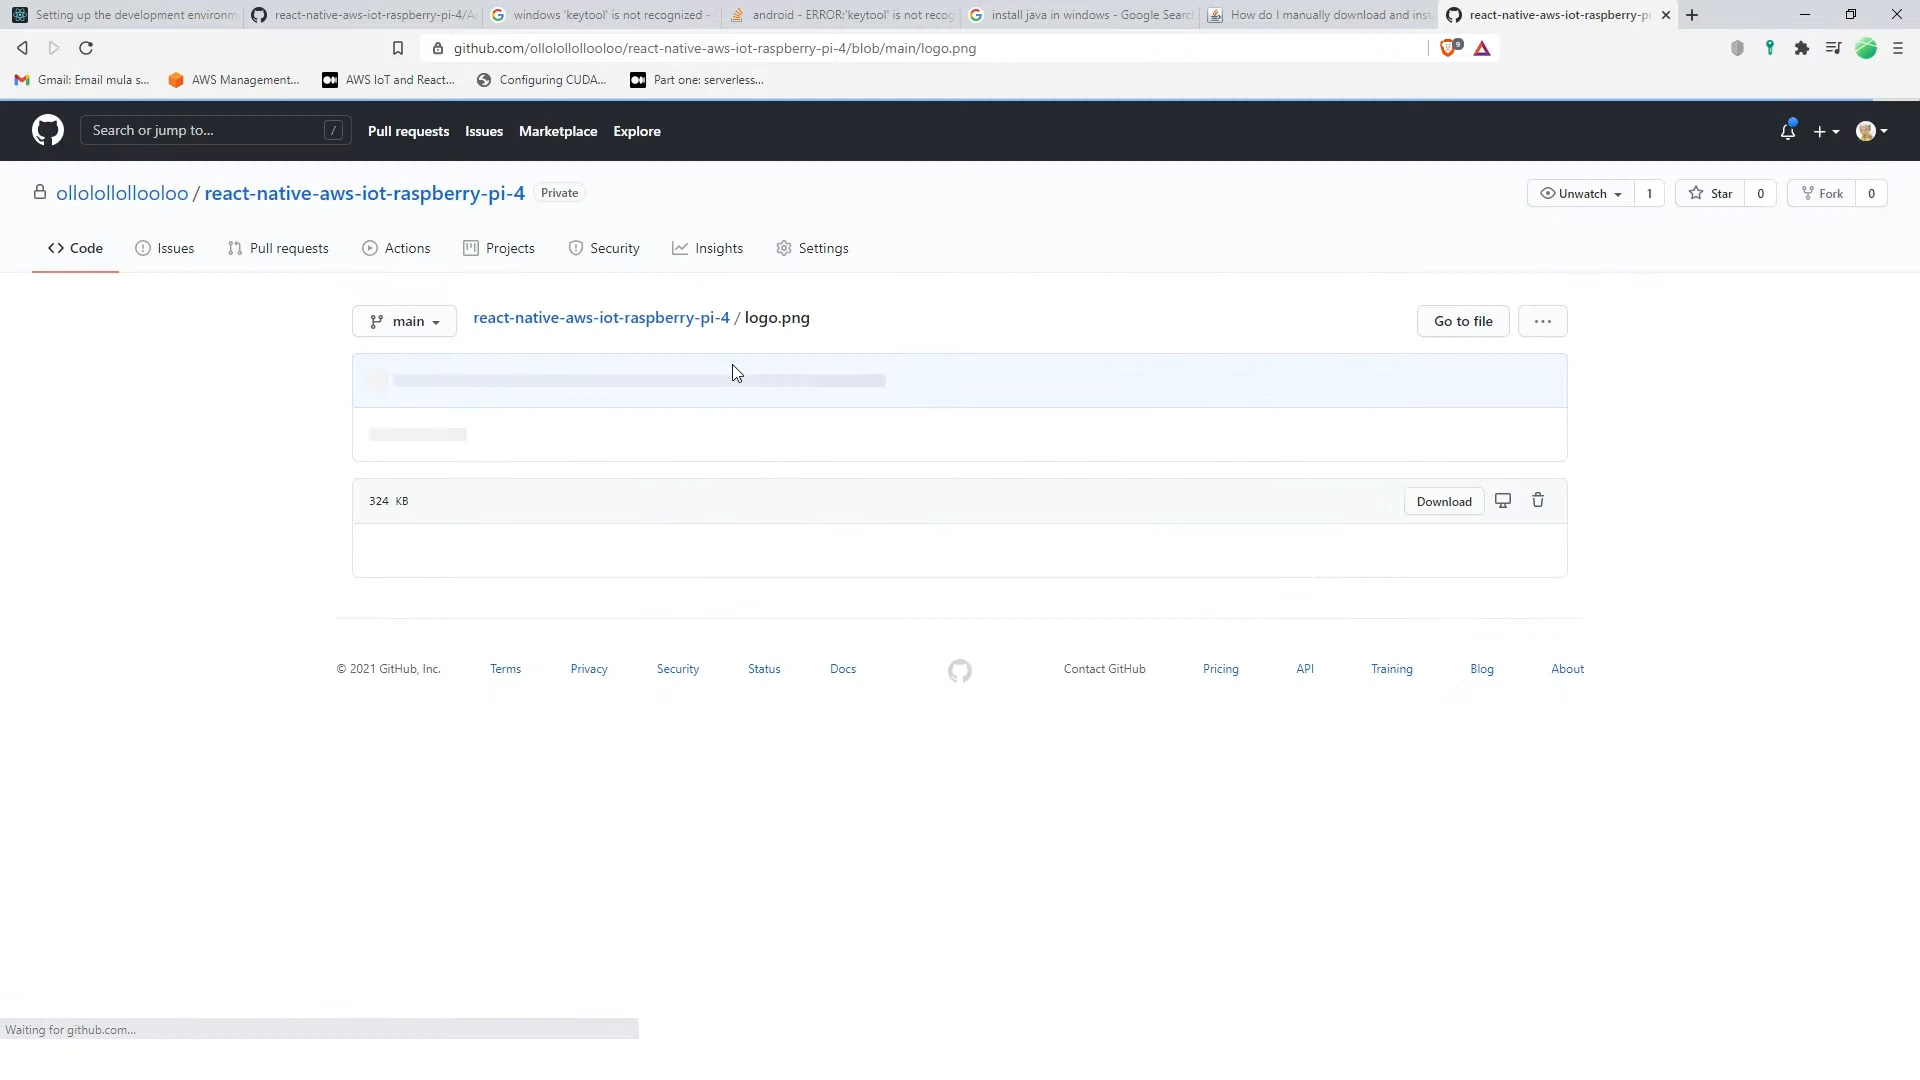 Setting up the development environm
react-native-aws-iot-raspberry-pi-4/A
windows 'keytool' is not recognized -
android - ERROR:'keytool' is not recog
install java in windows - Google Searc
How do I manually download and inst
react-native-aws-iot-raspberry-pi
github.com/ollolollollooloo/react-native-aws-iot-raspberry-pi-4/blob/main/logo.png
9
Gmail: Email mula s...
AWS Management...
AWS IoT and React...
Configuring CUDA...
Part one: serverless...
Search or jump to...
/
Pull requests
Issues
Marketplace
Explore
ollolollollooloo / react-native-aws-iot-raspberry-pi-4
Private
Unwatch
1
Star
0
Fork
0
Code
Issues
Pull requests
Actions
Projects
Security
Insights
Settings
main
react-native-aws-iot-raspberry-pi-4 / logo.png
Go to file
324 KB
Download
© 2021 GitHub, Inc.
Terms
Privacy
Security
Status
Docs
Contact GitHub
Pricing
API
Training
Blog
About
Waiting for github.com...